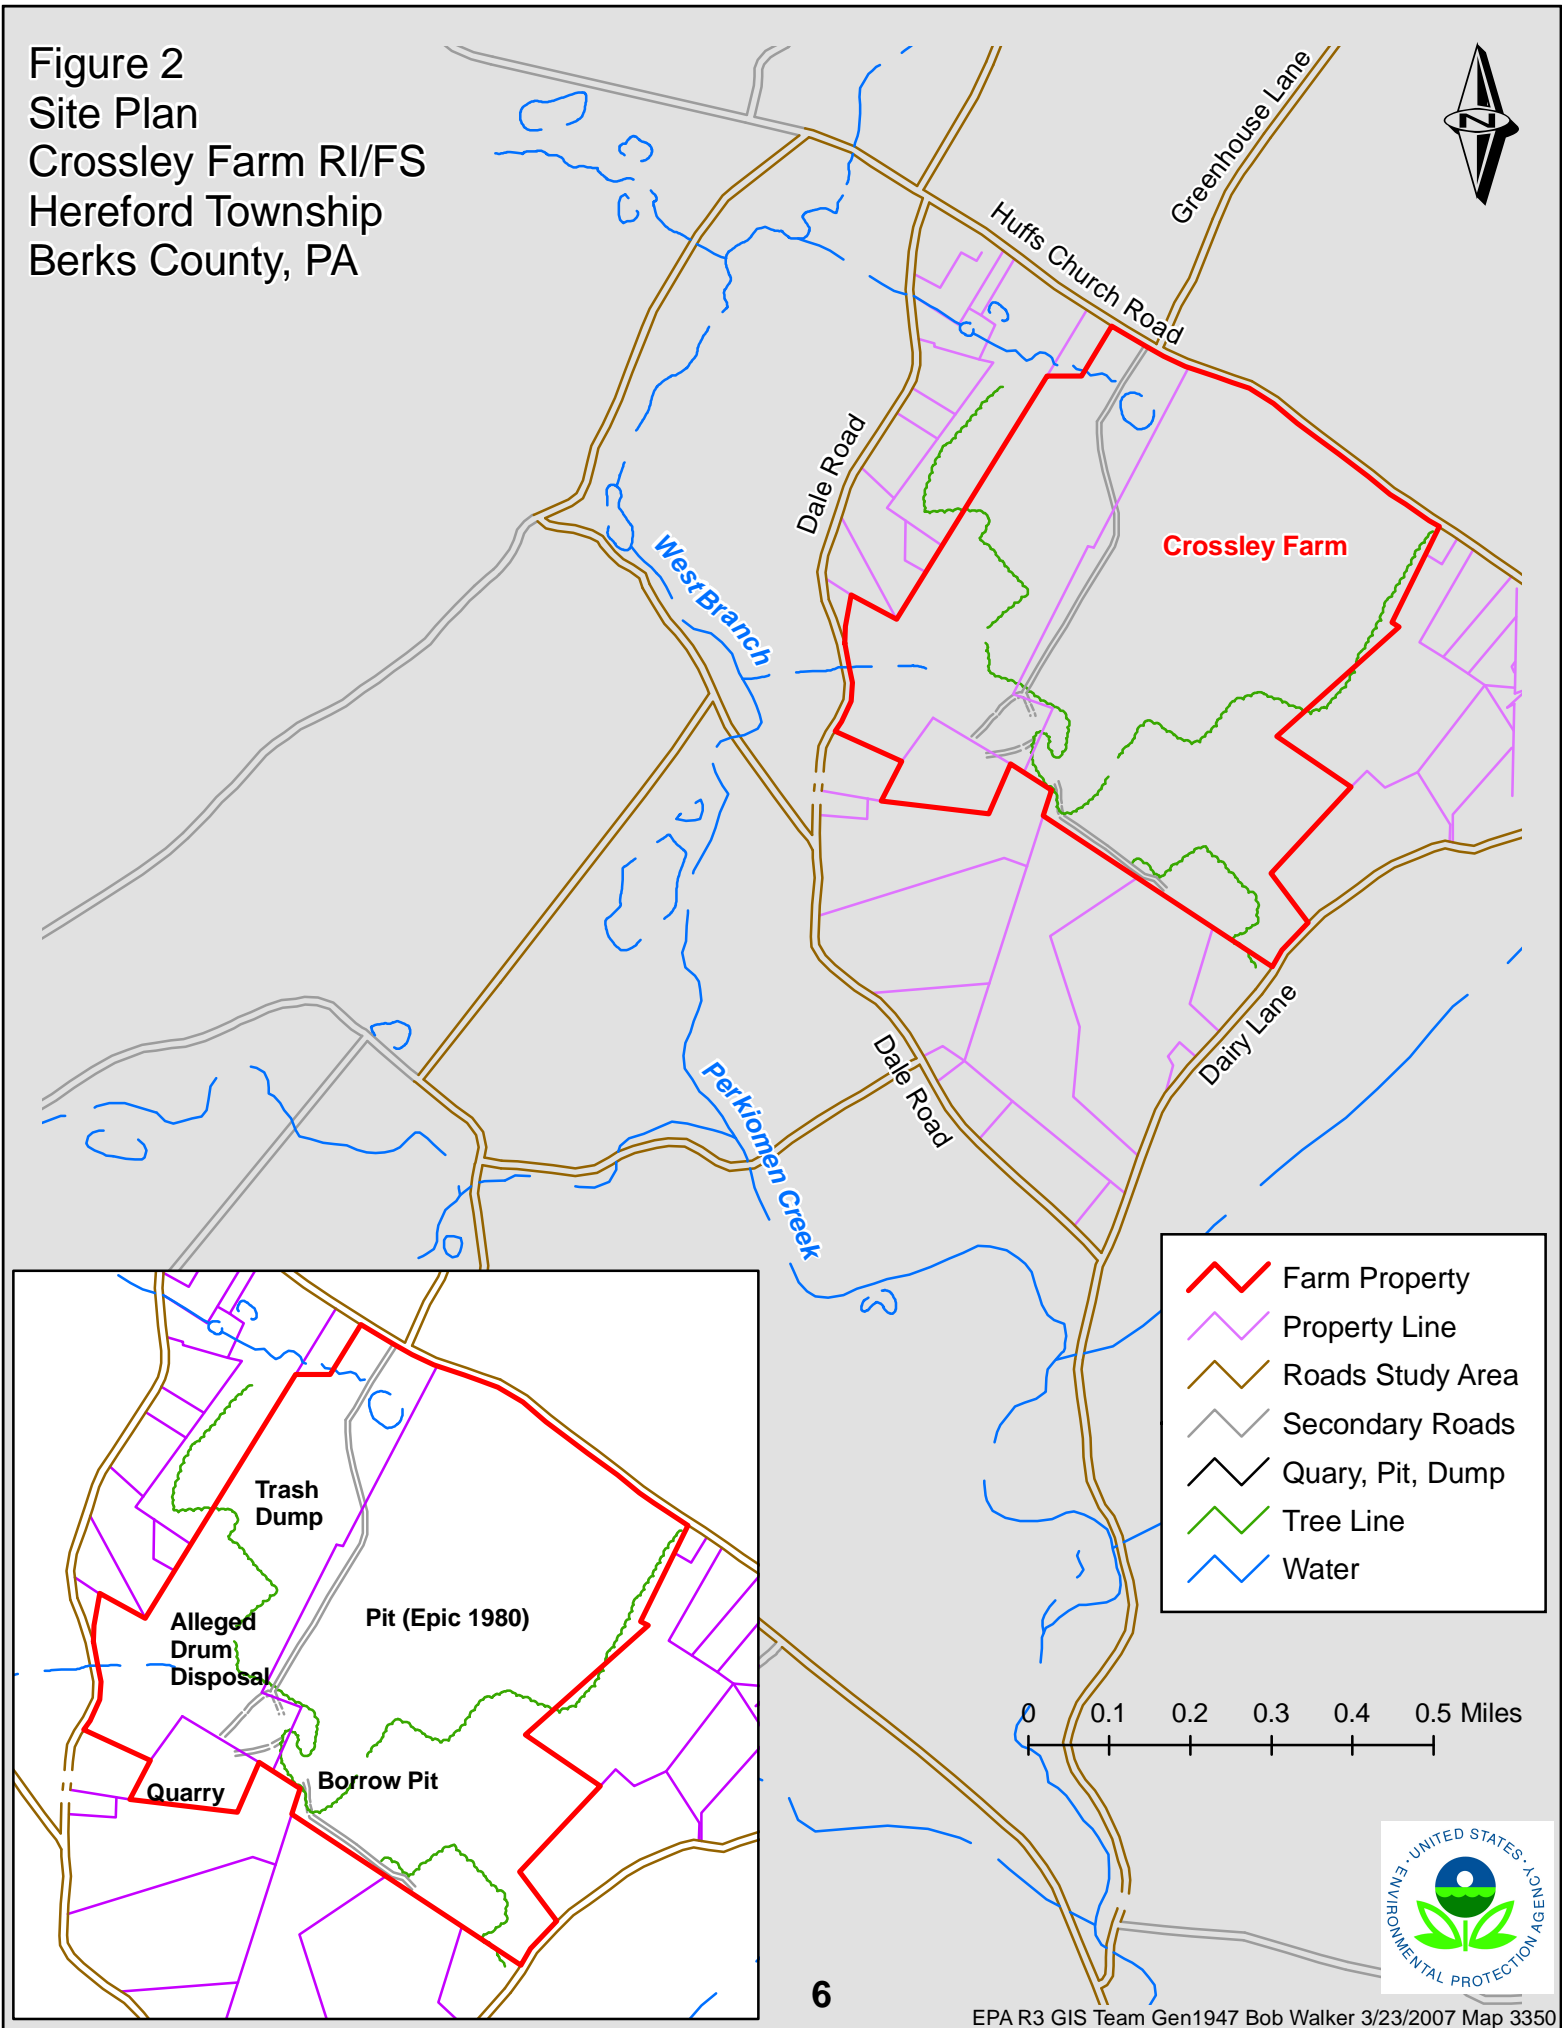 Figure 2
Site Plan
Crossley Farm RI/FS
Hereford Township
Berks County, PA
N
Greenhouse Lane
Huffs Church Road
Dale Road
Crossley Farm
West Branch
Dairy Lane
Dale Road
Perkiomen Creek
Farm Property
Property Line
Roads Study Area
Secondary Roads
Quary, Pit, Dump
Tree Line
Water
Trash
Dump
Pit (Epic 1980)
Alleged
Drum
Disposal
Quarry
Borrow Pit
0 0.1 0.2 0.3 0.4 0.5 Miles
UNITED STATES
ENVIRONMENTAL PROTECTION AGENCY
6
EPA R3 GIS Team Gen1947 Bob Walker 3/23/2007 Map 3350